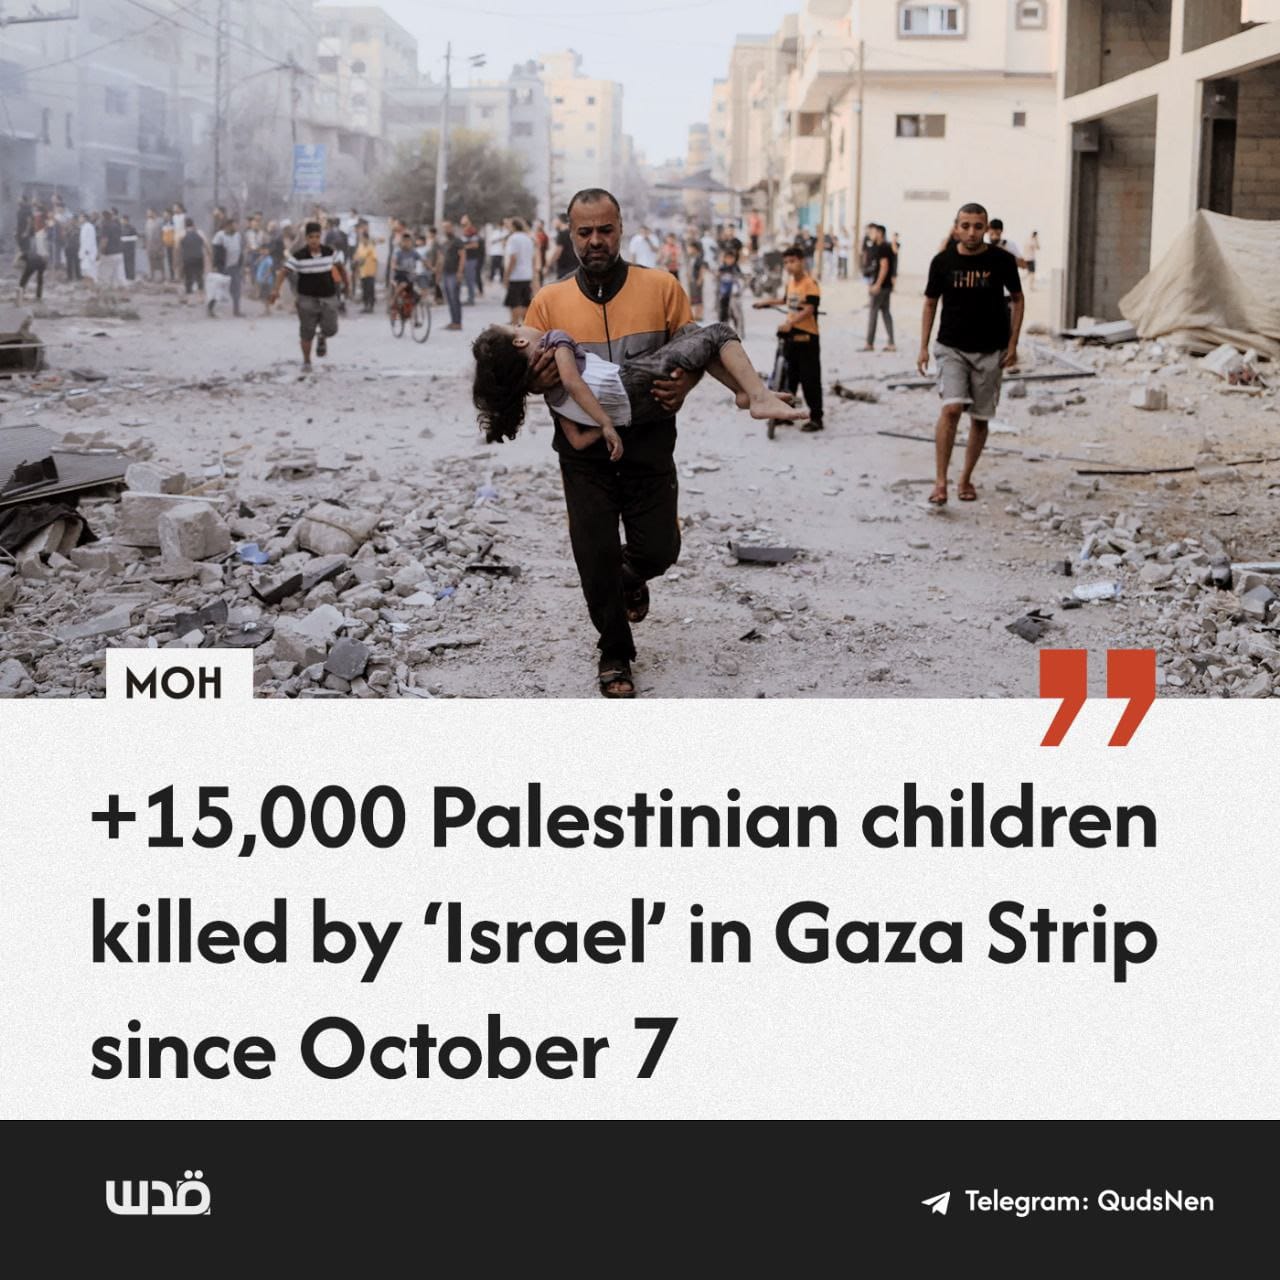 THINK
MOH
”
+15,000 Palestinian children
killed by ‘Israel’ in Gaza Strip
since October 7
قدس
Telegram: QudsNen